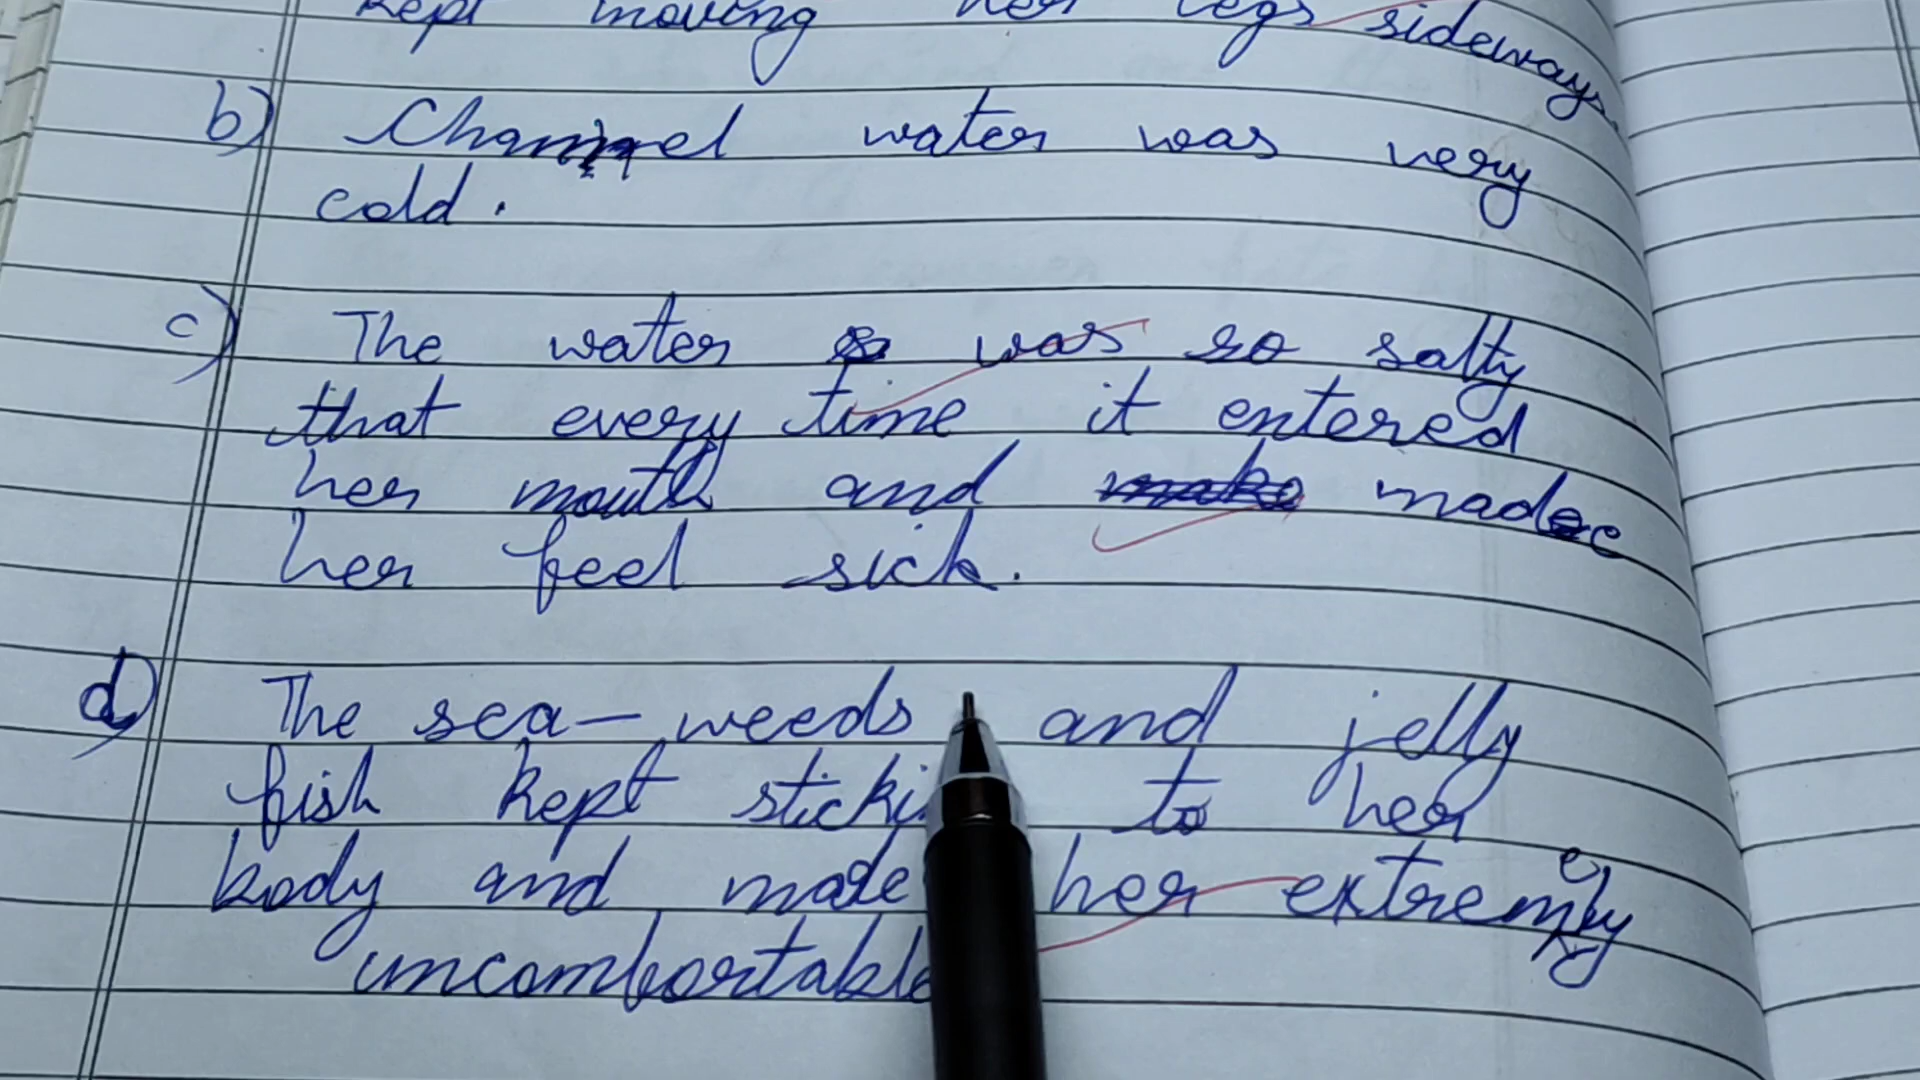 kept moving her legs sideways.
b) Channel water was very
cold.
c) The water was so salty
that every time it entered
her mouth and made
her feel sick.
d) The sea-weeds and jelly
fish kept sticki to her
body and made her extremely
uncomfortable